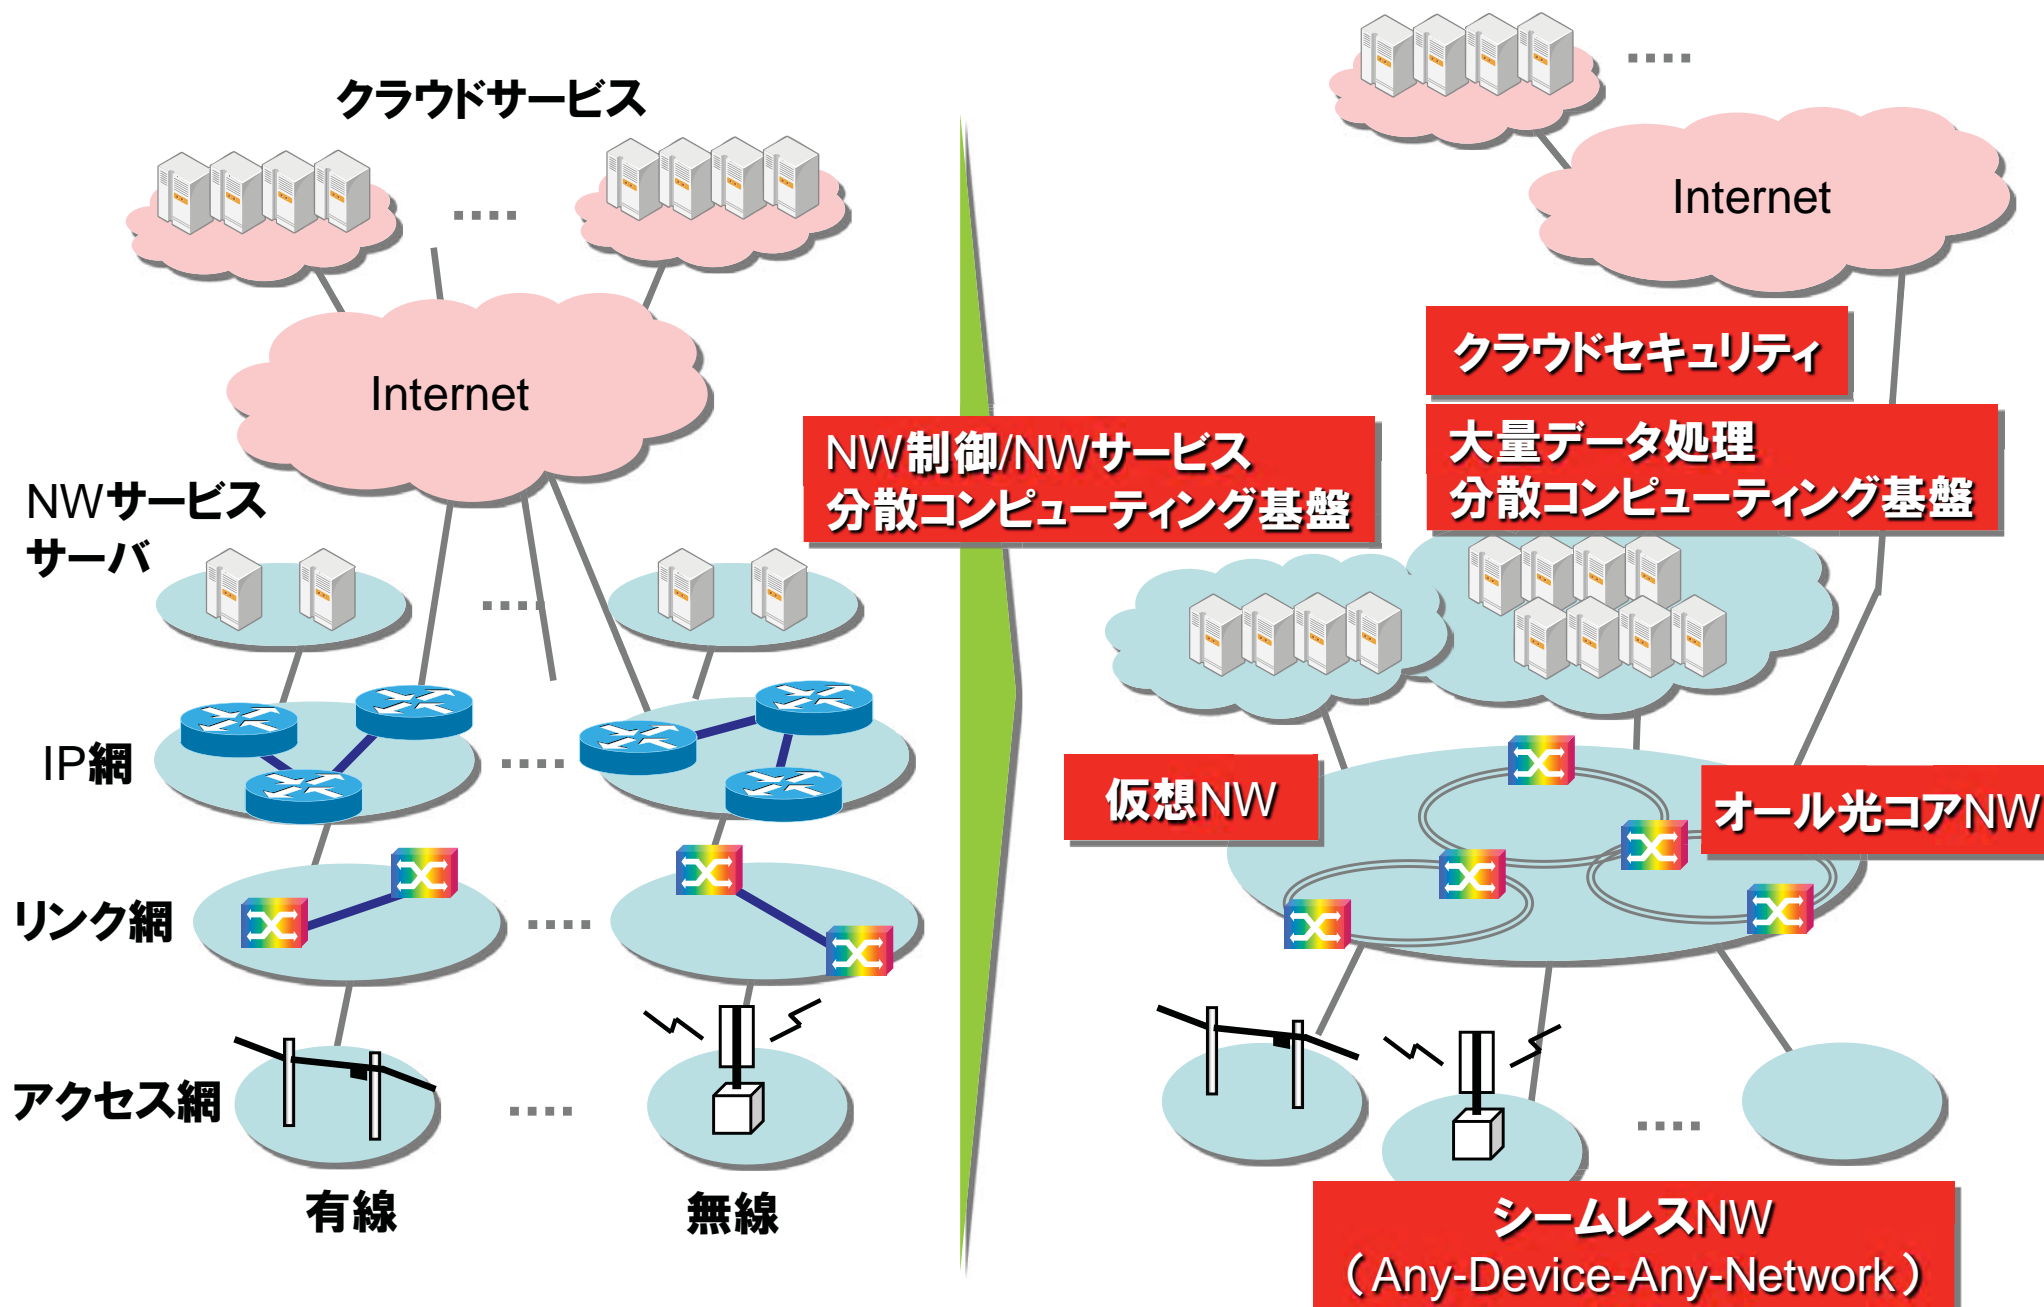 クラウドサービス
Internet
NWサービス
サーバ
IP網
リンク網
アクセス網
有線
無線
Internet
クラウドセキュリティ
NW制御/NWサービス
分散コンピューティング基盤
大量データ処理
分散コンピューティング基盤
仮想NW
オール光コアNW
シームレスNW
（Any-Device-Any-Network）